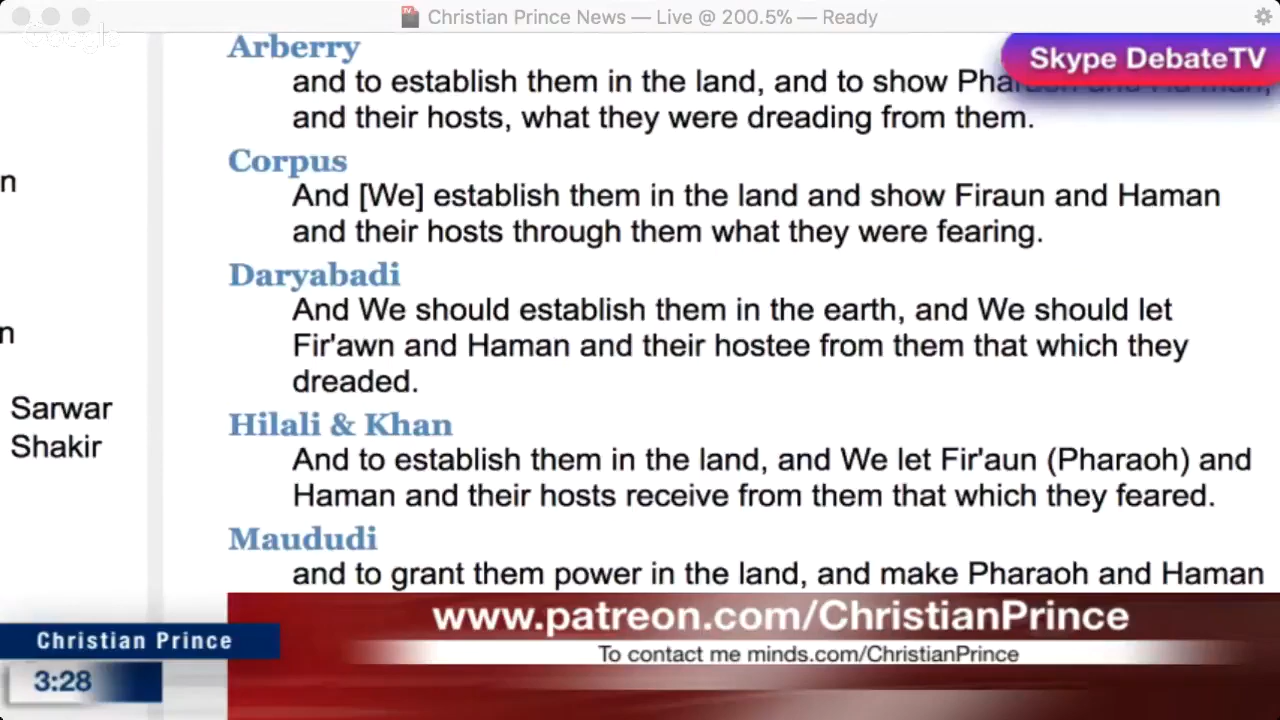 Christian Prince News — Live @ 200.5% — Ready
Google
Skype DebateTV
Arberry
and to establish them in the land, and to show
and their hosts, what they were dreading from them.
Corpus
And [We] establish them in the land and show Firaun and Haman
and their hosts through them what they were fearing.
Daryabadi
And We should establish them in the earth, and We should let
Fir'awn and Haman and their hostee from them that which they
dreaded.
Hilali & Khan
And to establish them in the land, and We let Fir'aun (Pharaoh) and
Haman and their hosts receive from them that which they feared.
Maududi
and to grant them power in the land, and make Pharaoh and Haman
n
n
Sarwar
Shakir
www.patreon.com/ChristianPrince
To contact me minds.com/ChristianPrince
Christian Prince
3:28